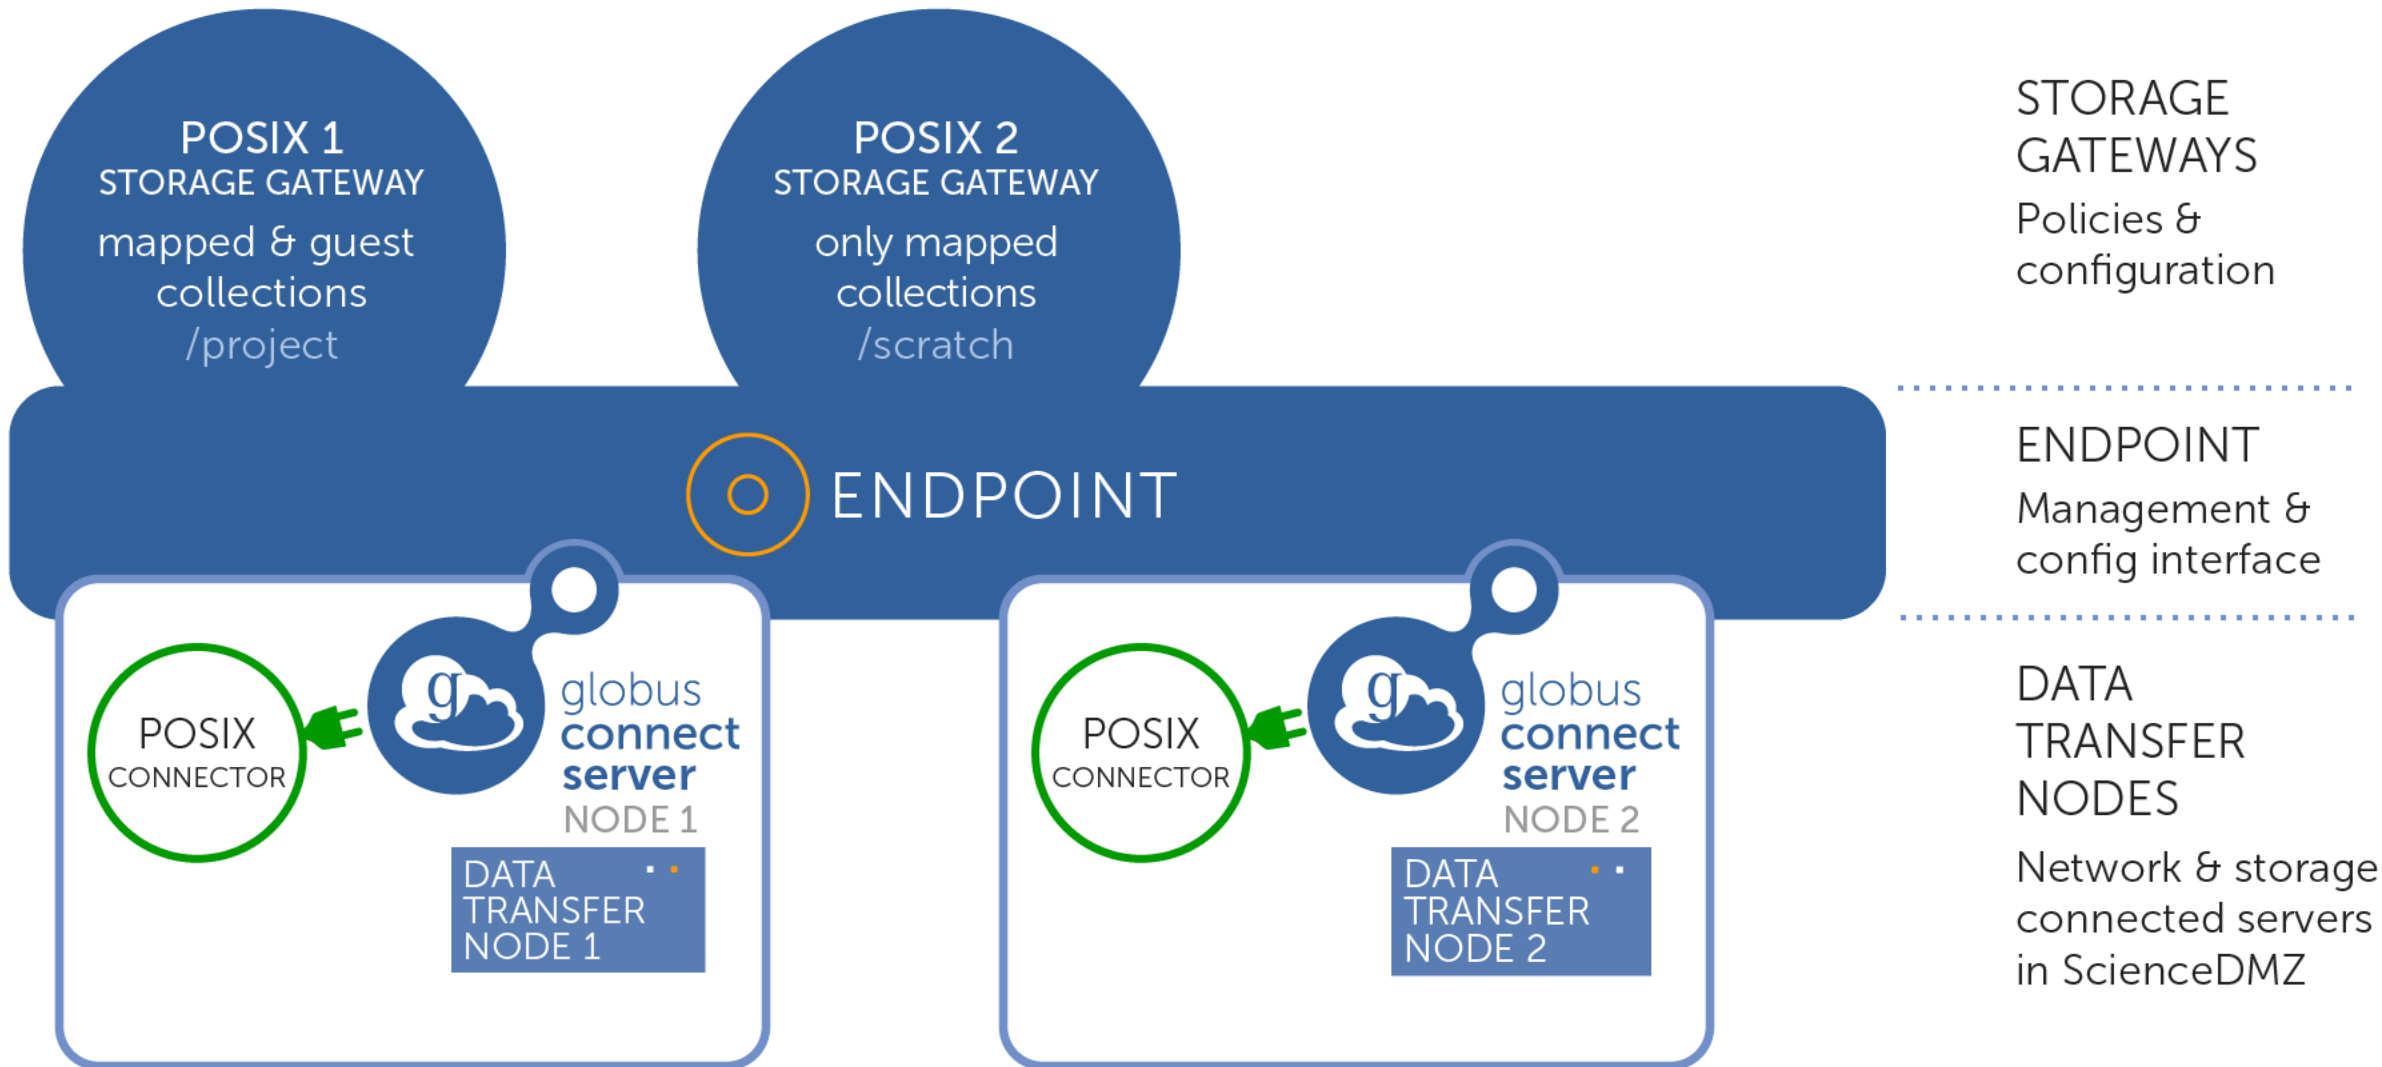 POSIX 1
STORAGE GATEWAY
mapped & guest
collections
/project
POSIX 2
STORAGE GATEWAY
only mapped
collections
/scratch
STORAGE
GATEWAYS
Policies &
configuration
ENDPOINT
ENDPOINT
Management &
config interface
POSIX
CONNECTOR
g
globus
connect
server
NODE 1
DATA
TRANSFER
NODE 1
POSIX
CONNECTOR
g
globus
connect
server
NODE 2
DATA
TRANSFER
NODE 2
DATA
TRANSFER
NODES
Network & storage
connected servers
in ScienceDMZ